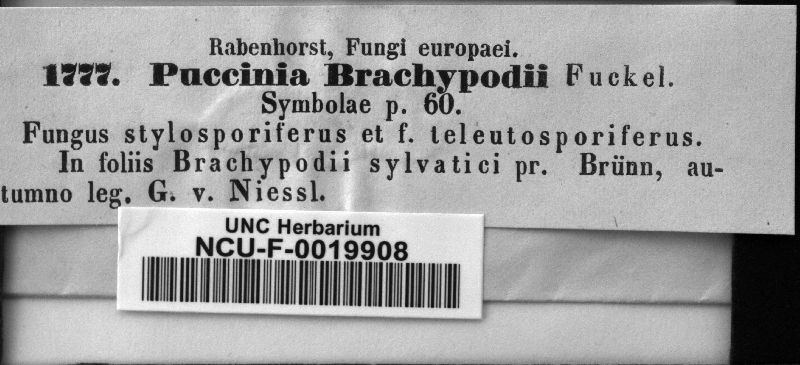 Rabenhorst, Fungi europaei.
1777. Puccinia Brachypodii Fuckel.
Symbolae p. 60.
Fungus stylosporiferus et f. teleutosporiferus.
In foliis Brachypodii sylvatici pr. Brünn, au-
tumno leg. G. v. Niessl.
UNC Herbarium
NCU-F-0019908